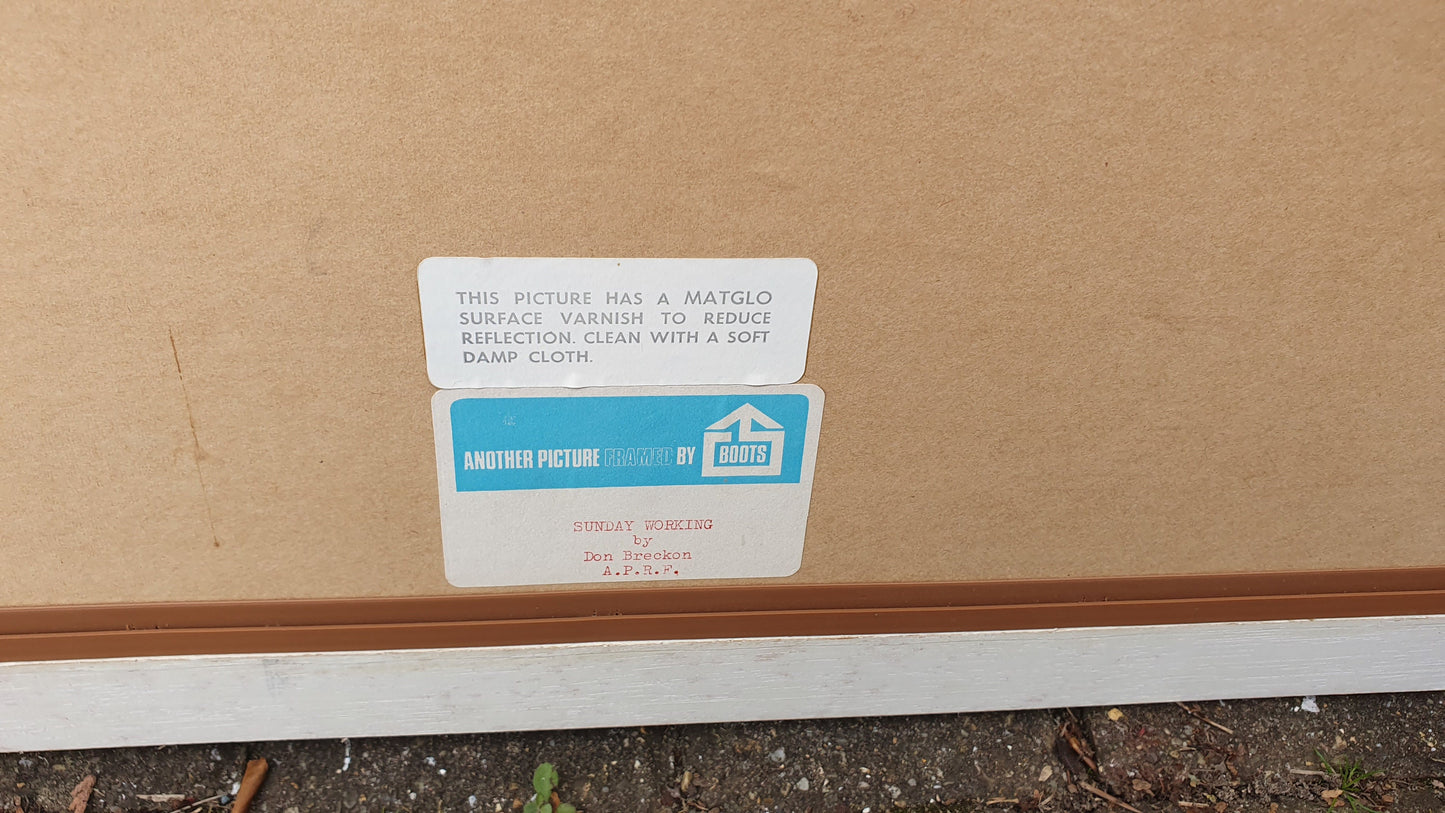 THIS PICTURE HAS A MATGLO
SURFACE VARNISH TO REDUCE
REFLECTION. CLEAN WITH A SOFT
DAMP CLOTH.
ANOTHER PICTURE FRAMED BY
BOOTS
SUNDAY WORKING
by
Don Breckon
A.P.R.F.